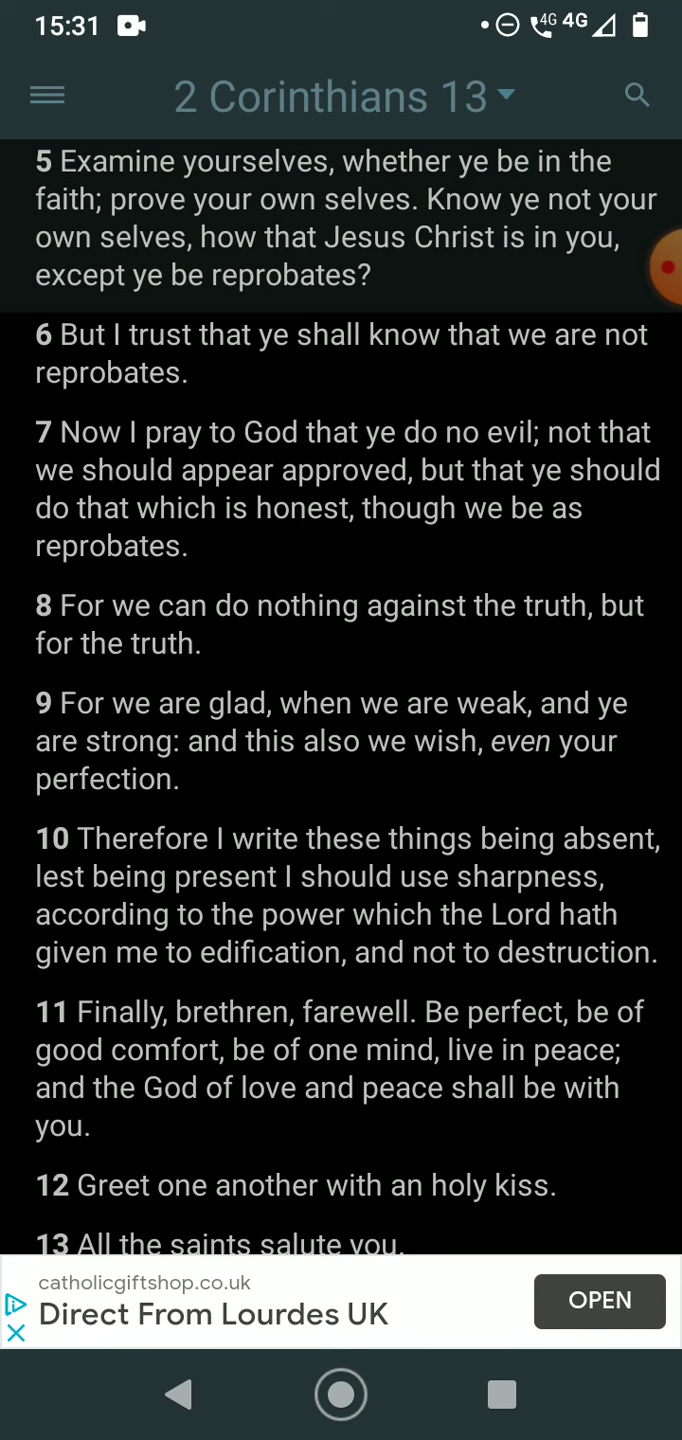 15:31
4G 4G
2 Corinthians 13
5 Examine yourselves, whether ye be in the
faith; prove your own selves. Know ye not your
own selves, how that Jesus Christ is in you,
except ye be reprobates?
6 But I trust that ye shall know that we are not
reprobates.
7 Now I pray to God that ye do no evil; not that
we should appear approved, but that ye should
do that which is honest, though we be as
reprobates.
8 For we can do nothing against the truth, but
for the truth.
9 For we are glad, when we are weak, and ye
are strong: and this also we wish, even your
perfection.
10 Therefore I write these things being absent,
lest being present I should use sharpness,
according to the power which the Lord hath
given me to edification, and not to destruction.
11 Finally, brethren, farewell. Be perfect, be of
good comfort, be of one mind, live in peace;
and the God of love and peace shall be with
you.
12 Greet one another with an holy kiss.
13 All the saints salute you.
catholicgiftshop.co.uk
Direct From Lourdes UK
OPEN